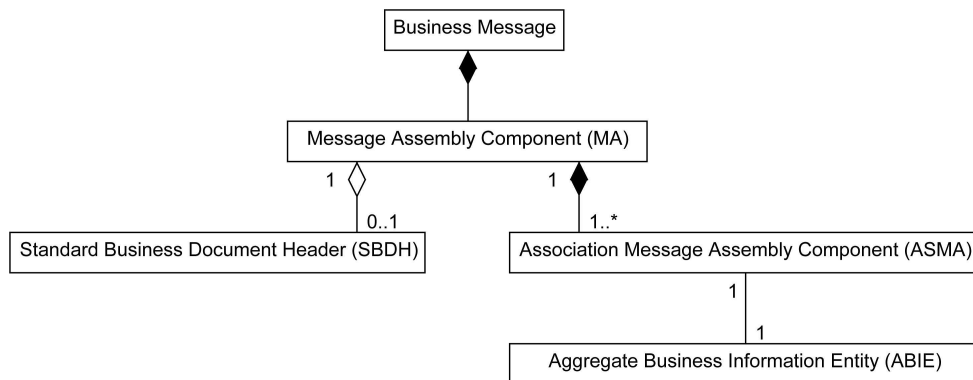 Business Message
Message Assembly Component (MA)
1
1
0..1
1..*
Standard Business Document Header (SBDH)
Association Message Assembly Component (ASMA)
1
1
Aggregate Business Information Entity (ABIE)